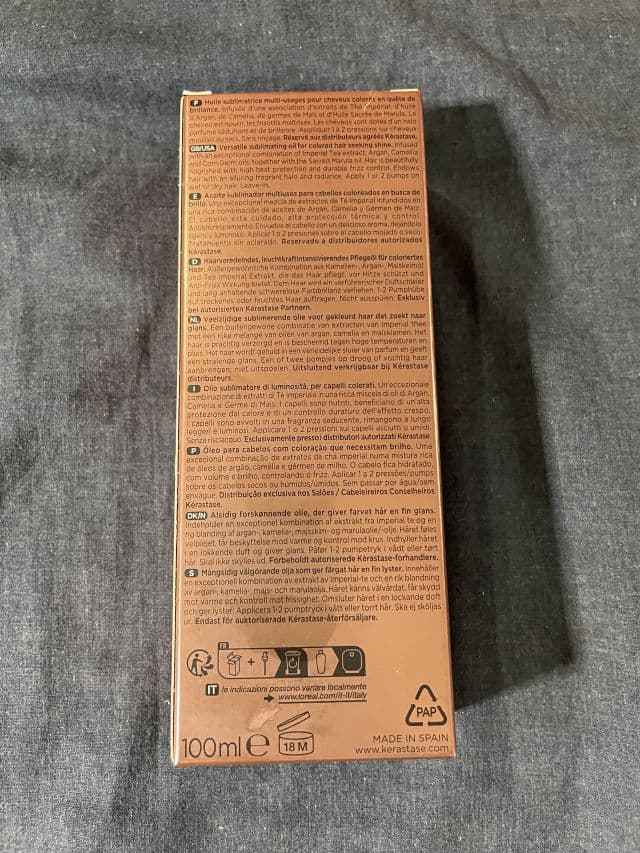 F Huile sublimatrice multi-usages pour cheveux colorés en quête de
brillance. Infusée d'une association d'extraits de Thé Impérial, d'huile
d'Argan, de Camélia, de germes de Maïs et d'Huile Sacrée de Marula. Le
cheveu est nourri, les frisottis maîtrisés. Les cheveux sont dotés d'un halo
parfumé séduisant et de brillance. Appliquer 1 à 2 pressions sur cheveux
mouillés ou secs. Sans rinçage. Réservé aux distributeurs agréés Kérastase.
GB/USA Versatile sublimating oil for colored hair seeking shine. Infused
with an exceptional combination of Imperial Tea extract, Argan, Camellia
and Corn Germ oils, together with the Sacred Marula oil. Hair is beautifully
nourished with high heat protection and durable frizz control. Endows
hair with an alluring fragrant halo and radiance. Apply 1 or 2 pumps on
wet or dry hair. Leave-in.
E Aceite sublimador multiusos para cabellos coloreados en busca de
brillo. Una excepcional mezcla de extractos de Té Imperial infundidos en
una rica combinación de aceites de Argán, Camelia y Germen de Maíz.
El cabello está cuidado, alta protección térmica y control.
Antiencrespamiento. Envuelve el cabello con un delicioso aroma, dejándolo
ligero y luminoso. Aplicar 1 a 2 presiones sobre el cabello mojado o seco.
Tratamiento sin aclarado. Reservado a distribuidores autorizados
Kérastase.
D Haarveredelndes, leuchtkraftintensivierendes Pflegeöl für coloriertes
Haar. Außergewöhnliche Kombination aus Kamelien-, Argan-, Maiskeimöl
und Tee-Imperial Extrakt, die das Haar pflegt, vor Hitze schützt und
Anti-Frizz Wirkung bietet. Dem Haar wird ein verführerischer Duftschleier
und lang anhaltende schwerelose Farbbrillanz verliehen. 1-2 Pumphübe
auf trockenes oder feuchtes Haar auftragen. Nicht ausspülen. Exklusiv
bei autorisierten Kérastase Partnern.
NL Veelzijdige sublimerende olie voor gekleurd haar dat zoekt naar
glans. Een buitengewone combinatie van extracten van imperial thee
met een rijke melange van oliën van argan, camelia en maïskiemen. Het
haar is prachtig verzorgd en is beschermd tegen hoge temperaturen en
pluis. Het haar wordt gehuld in een verleidelijke sluier van parfum en geeft
een stralende glans. Een of twee pompjes op droog of vochtig haar
aanbrengen; niet uitspoelen. Uitsluitend verkrijgbaar bij Kérastase
distributeurs.
I Olio sublimatore di luminosità, per capelli colorati. Un'eccezionale
combinazione di estratti di Tè Imperiale in una ricca miscela di oli di Argan,
Camelia e Germe di Mais. I capelli sono nutriti, beneficiano di un'alta
protezione dal calore e di un controllo duraturo dell'effetto crespo.
I capelli sono avvolti in una fragranza seducente, rimangono a lungo
leggeri e luminosi. Applicare 1 o 2 pressioni sui capelli asciutti o umidi.
Senza risciacquo. Esclusivamente presso i distributori autorizzati Kérastase.
P Óleo para cabelos com coloração que necessitam brilho. Uma
excecional combinação de extratos de chá imperial numa mistura rica
de óleos de árgão, camélia e gérmen de milho. O cabelo fica hidratado,
com volume e brilho, controlando o frizz. Aplicar 1 a 2 pressões/pumps
sobre os cabelos secos ou húmidos/úmidos. Sem passar por água/sem
enxague. Distribuição exclusiva nos Salões / Cabeleireiros Conselheiros
Kérastase.
DK/N Alsidig forskønnende olie, der giver farvet hår en fin glans.
Indeholder en exceptionel kombination af ekstrakt fra Imperial te og en
rig blanding af argan-, kamelia-, majsskim- og marulaolie/-olje. Håret føles
velplejet, får beskyttelse mod varme og kontrol mod krus. Indhyller håret
i en lokkende duft og giver glans. Påfør 1-2 pumpetryk i vådt eller tørt
hår. Skal ikke skylles ud. Forbeholdt autoriserede Kérastase-forhandlere.
S Mångsidig välgörande olja som ger färgat hår en fin lyster. Innehåller
en exceptionell kombination av extrakt av Imperial-te och en rik blandning
av argan-, kamelia-, majs- och marulaolja. Håret känns välvårdat, får skydd
mot värme och kontroll mot frissighet. Omsluter håret i en lockande doft
och ger lyster. Applicera 1-2 pumptryck i vått eller torrt hår. Ska ej sköljas
ur. Endast för auktoriserade Kérastase-återförsäljare.
FR
+
IT le indicazioni possono variare localmente
www.loreal.com/it-it/italy
PAP
100ml e 18 M
MADE IN SPAIN
www.kerastase.com